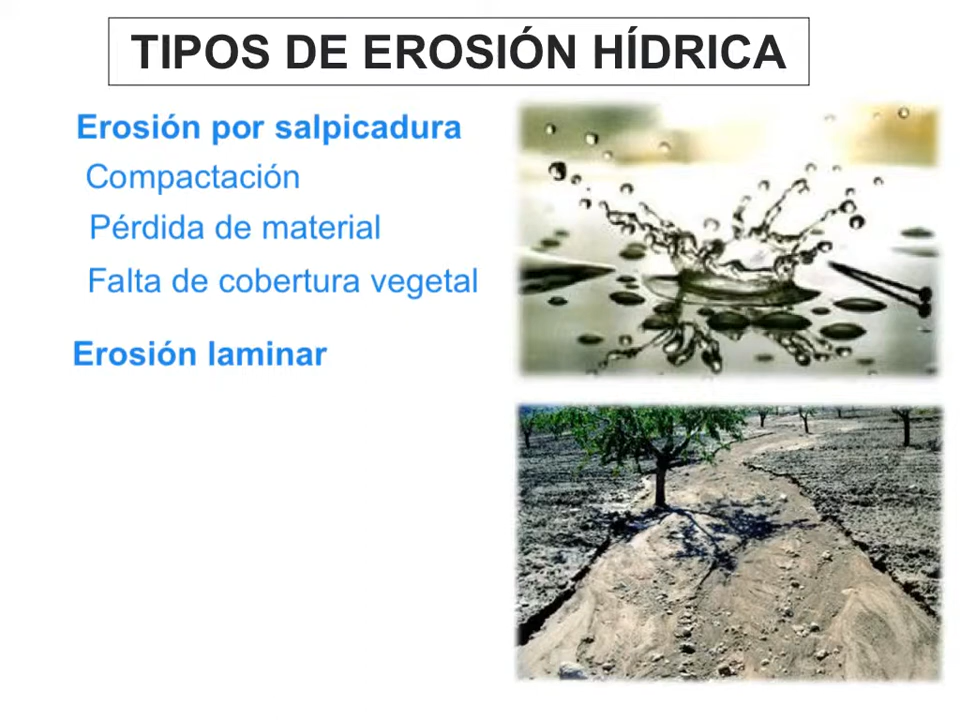 TIPOS DE EROSIÓN HÍDRICA
Erosión por salpicadura
Compactación
Pérdida de material
Falta de cobertura vegetal
Erosión laminar